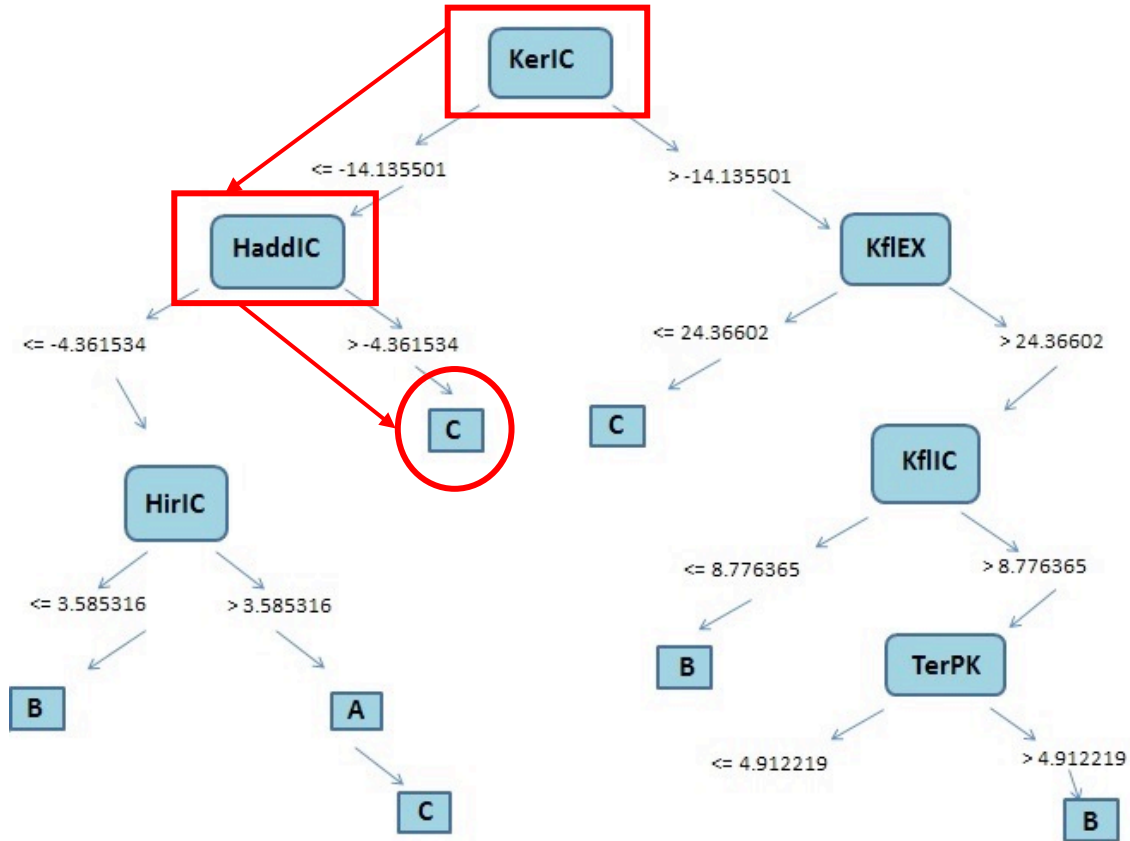 KerIC
<= -14.135501
> -14.135501
HaddIC
KflEX
<= -4.361534
> -4.361534
<= 24.36602
> 24.36602
C
C
KflIC
HirIC
<= 8.776365
> 8.776365
<= 3.585316
> 3.585316
B
TerPK
B
A
<= 4.912219
> 4.912219
C
B